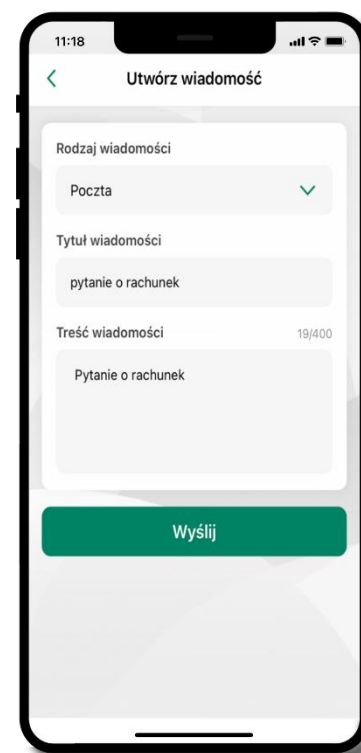 11:18
Utwórz wiadomość
Rodzaj wiadomości
Poczta
Tytuł wiadomości
pytanie o rachunek
Treść wiadomości 19/400
Pytanie o rachunek
Wyślij